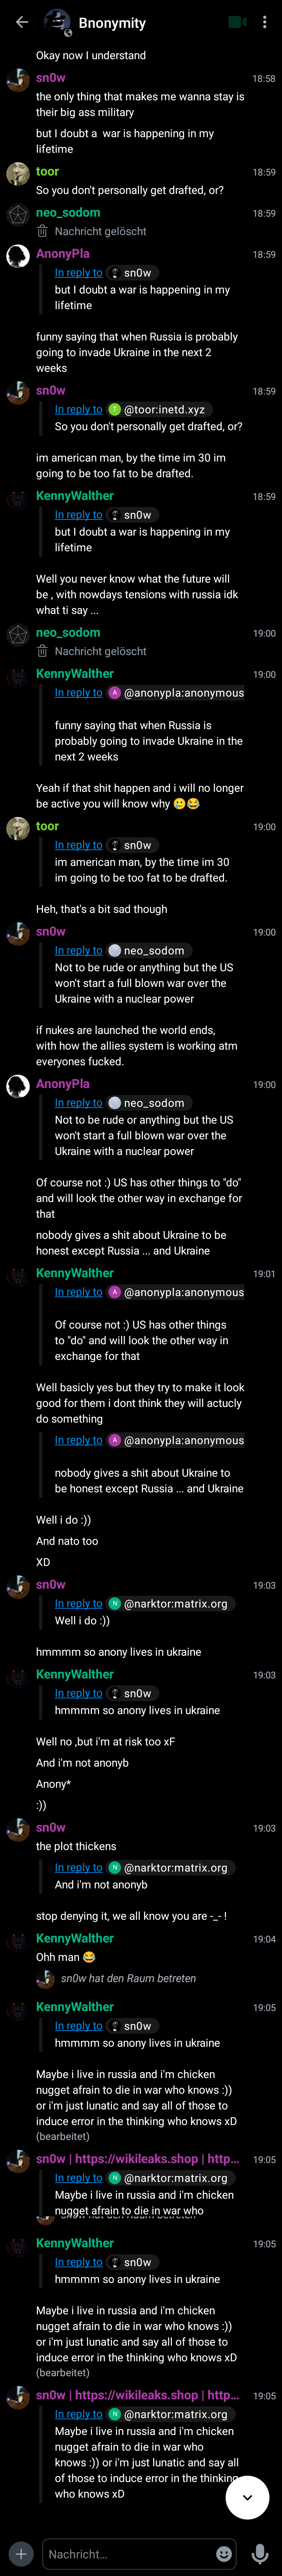 Bnonymity
Okay now I understand
sn0w 18:58
the only thing that makes me wanna stay is
their big ass military
but I doubt a war is happening in my
lifetime
toor 18:59
So you don't personally get drafted, or?
neo_sodom 18:59
Nachricht gelöscht
AnonyPla 18:59
In reply to sn0w
but I doubt a war is happening in my
lifetime
funny saying that when Russia is probably
going to invade Ukraine in the next 2
weeks
sn0w 18:59
In reply to T @toor:inetd.xyz
So you don't personally get drafted, or?
im american man, by the time im 30 im
going to be too fat to be drafted.
KennyWalther 18:59
In reply to sn0w
but I doubt a war is happening in my
lifetime
Well you never know what the future will
be , with nowdays tensions with russia idk
what ti say ...
neo_sodom 19:00
Nachricht gelöscht
KennyWalther 19:00
In reply to A @anonypla:anonymous
funny saying that when Russia is
probably going to invade Ukraine in the
next 2 weeks
Yeah if that shit happen and i will no longer
be active you will know why 🥲😂
toor 19:00
In reply to sn0w
im american man, by the time im 30
im going to be too fat to be drafted.
Heh, that's a bit sad though
sn0w 19:00
In reply to neo_sodom
Not to be rude or anything but the US
won't start a full blown war over the
Ukraine with a nuclear power
if nukes are launched the world ends,
with how the allies system is working atm
everyones fucked.
AnonyPla 19:00
In reply to neo_sodom
Not to be rude or anything but the US
won't start a full blown war over the
Ukraine with a nuclear power
Of course not :) US has other things to "do"
and will look the other way in exchange for
that
nobody gives a shit about Ukraine to be
honest except Russia ... and Ukraine
KennyWalther 19:01
In reply to A @anonypla:anonymous
Of course not :) US has other things
to "do" and will look the other way in
exchange for that
Well basicly yes but they try to make it look
good for them i dont think they will actucly
do something
In reply to A @anonypla:anonymous
nobody gives a shit about Ukraine to
be honest except Russia ... and Ukraine
Well i do :))
And nato too
XD
sn0w 19:03
In reply to N @narktor:matrix.org
Well i do :))
hmmmm so anony lives in ukraine
KennyWalther 19:03
In reply to sn0w
hmmmm so anony lives in ukraine
Well no ,but i'm at risk too xF
And i'm not anonyb
Anony*
:))
sn0w 19:03
the plot thickens
In reply to N @narktor:matrix.org
And i'm not anonyb
stop denying it, we all know you are -_- !
KennyWalther 19:04
Ohh man 😂
sn0w hat den Raum betreten
KennyWalther 19:05
In reply to sn0w
hmmmm so anony lives in ukraine
Maybe i live in russia and i'm chicken
nugget afrain to die in war who knows :))
or i'm just lunatic and say all of those to
induce error in the thinking who knows xD
(bearbeitet)
sn0w | https://wikileaks.shop | http... 19:05
In reply to N @narktor:matrix.org
Maybe i live in russia and i'm chicken
nugget afrain to die in war who
sn0w hat den Raum betreten
KennyWalther 19:05
In reply to sn0w
hmmmm so anony lives in ukraine
Maybe i live in russia and i'm chicken
nugget afrain to die in war who knows :))
or i'm just lunatic and say all of those to
induce error in the thinking who knows xD
(bearbeitet)
sn0w | https://wikileaks.shop | http... 19:05
In reply to N @narktor:matrix.org
Maybe i live in russia and i'm chicken
nugget afrain to die in war who
knows :)) or i'm just lunatic and say all
of those to induce error in the thinking
who knows xD
Nachricht...